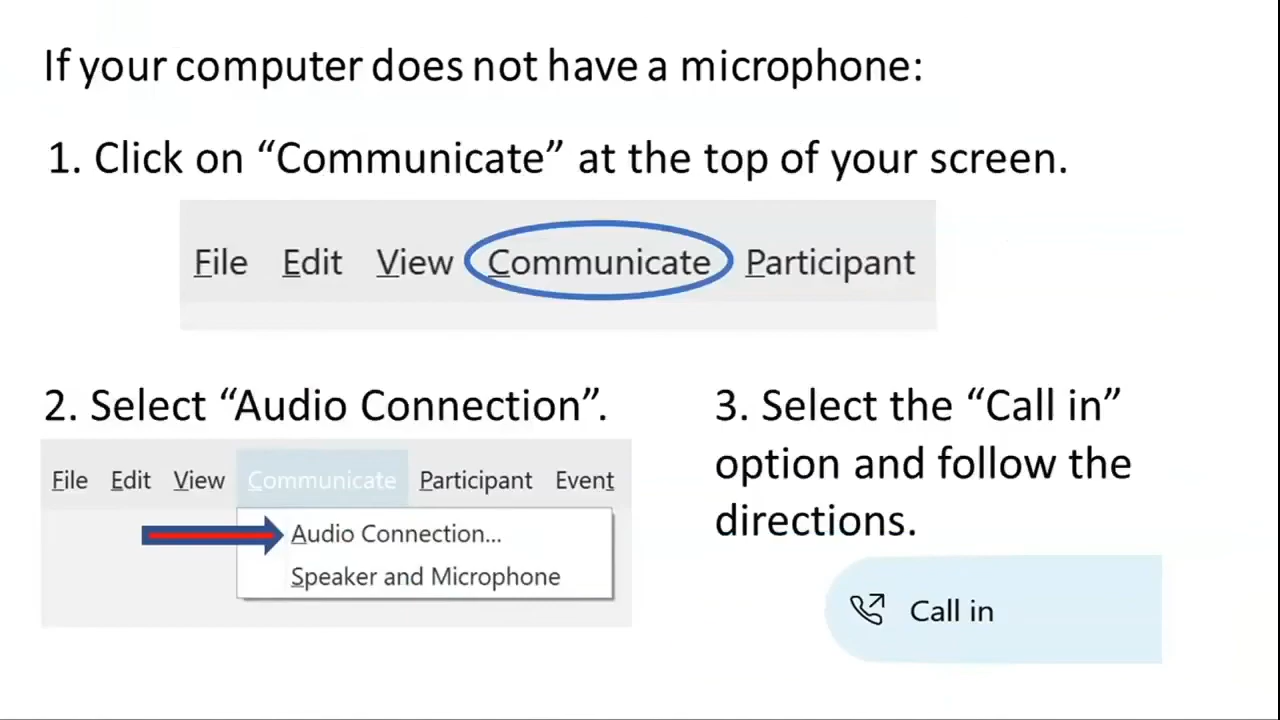 If your computer does not have a microphone:
1. Click on “Communicate” at the top of your screen.
File Edit View Communicate Participant
2. Select “Audio Connection”.
File Edit View Communicate Participant Event
Audio Connection...
Speaker and Microphone
3. Select the “Call in”
option and follow the
directions.
Call in